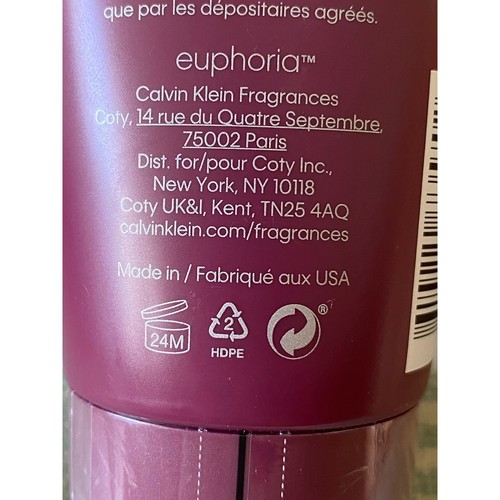 que par les dépositaires agréés.
euphoria™
Calvin Klein Fragrances
Coty, 14 rue du Quatre Septembre,
75002 Paris
Dist. for/pour Coty Inc.,
New York, NY 10118
Coty UK&I, Kent, TN25 4AQ
calvinklein.com/fragrances
Made in / Fabriqué aux USA
24M
2
HDPE
®